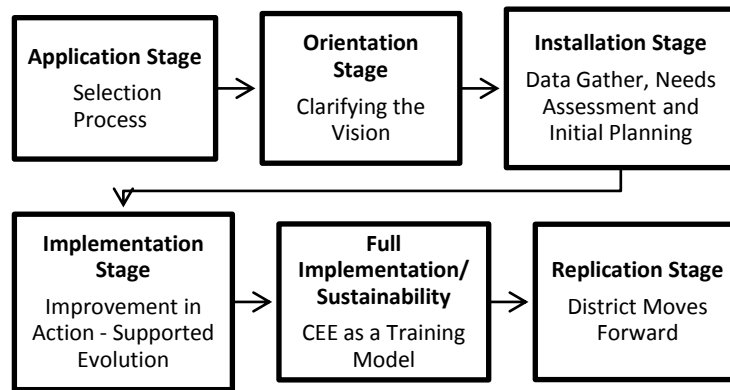 Application Stage
Selection
Process
Orientation
Stage
Clarifying the
Vision
Installation Stage
Data Gather, Needs
Assessment and
Initial Planning
Implementation
Stage
Improvement in
Action - Supported
Evolution
Full
Implementation/
Sustainability
CEE as a Training
Model
Replication Stage
District Moves
Forward